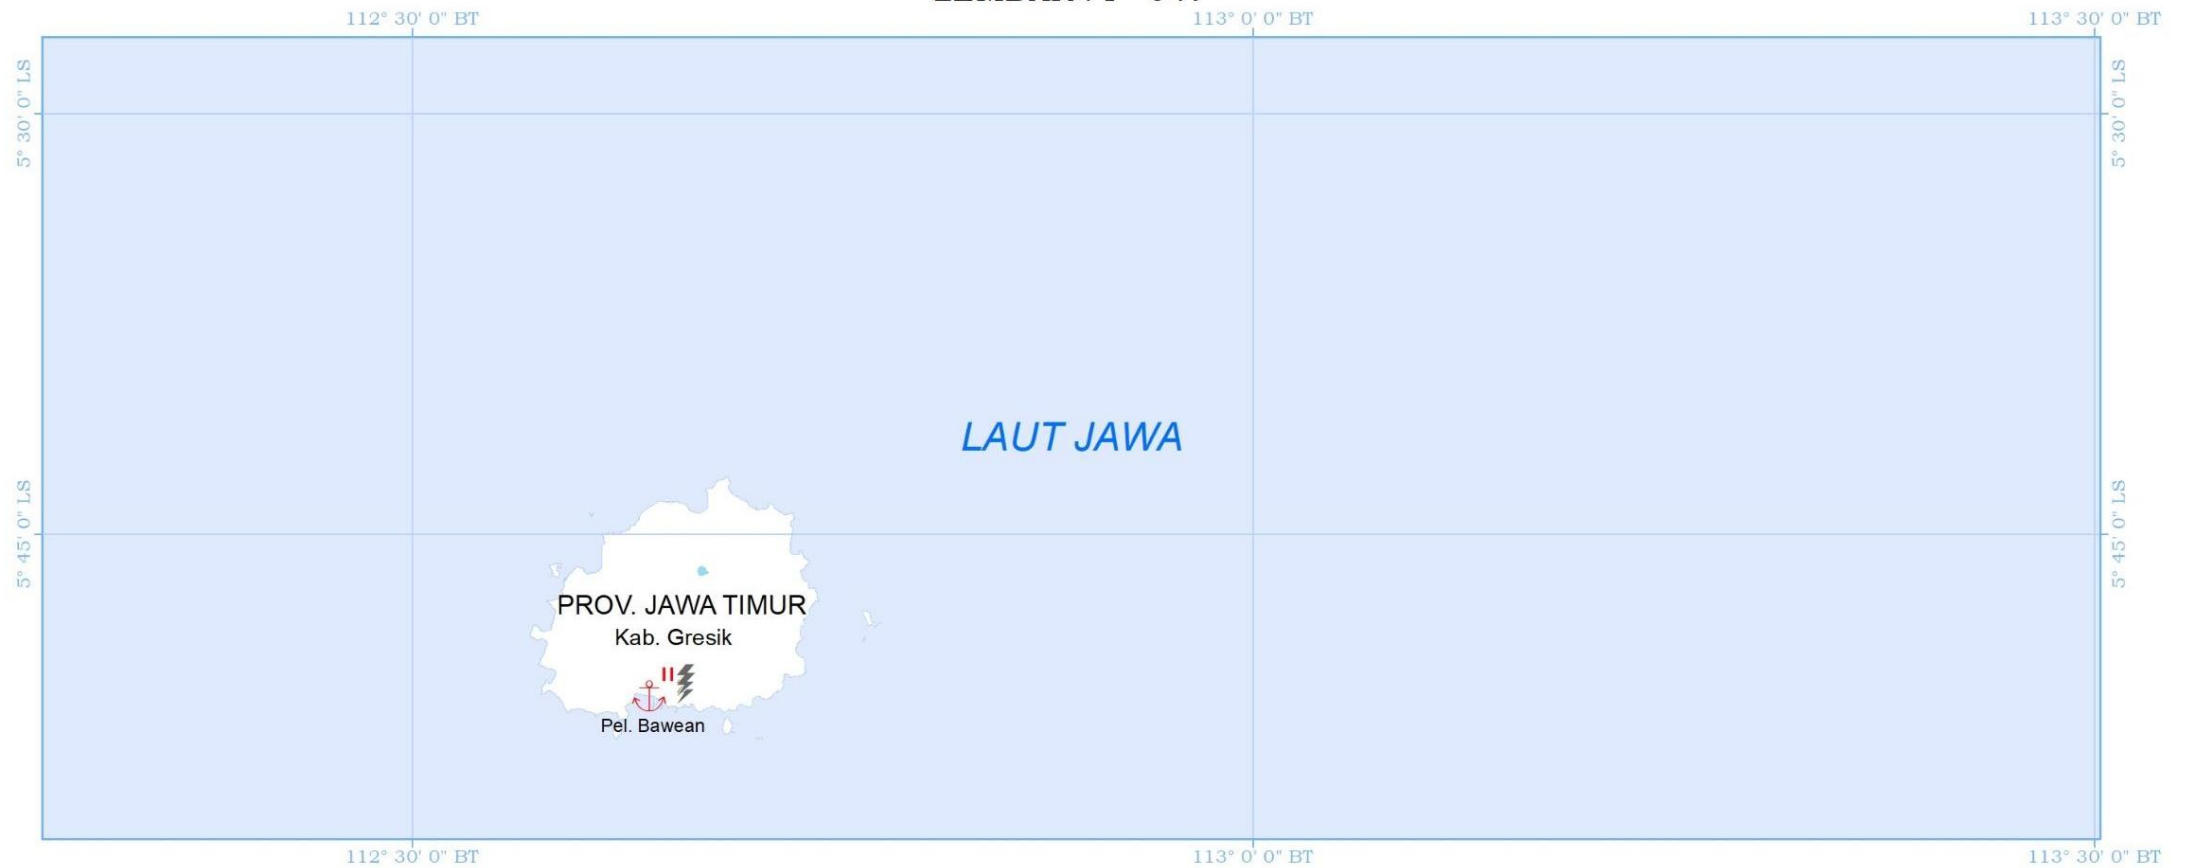 112° 30' 0" BT
113° 0' 0" BT
113° 30' 0" BT
5° 30' 0" LS
5° 30' 0" LS
LAUT JAWA
5° 45' 0" LS
5° 45' 0" LS
PROV. JAWA TIMUR
Kab. Gresik
II
Pel. Bawean
112° 30' 0" BT
113° 0' 0" BT
113° 30' 0" BT